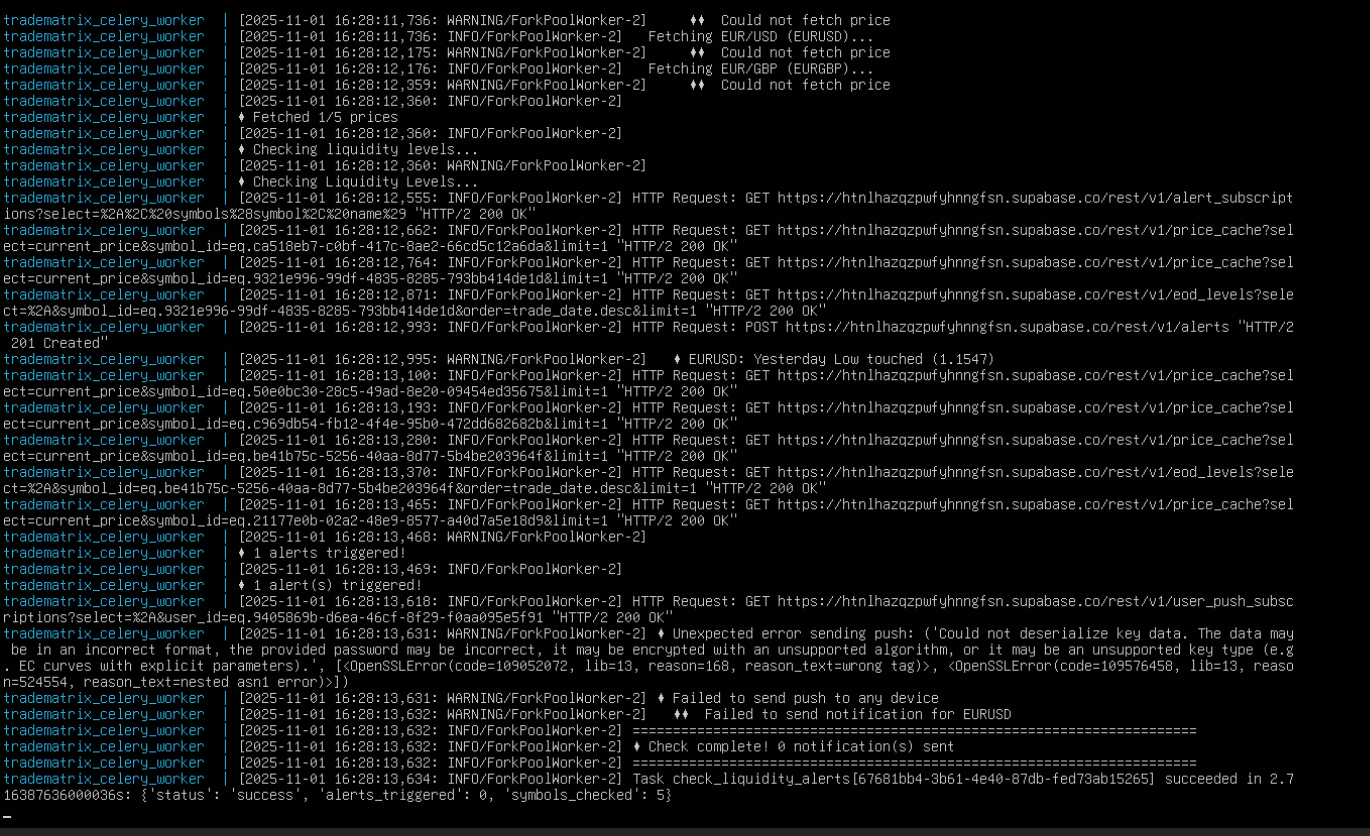 tradematrix_celery_worker  | [2025-11-01 16:28:11,736: WARNING/ForkPoolWorker-2]     ♦♦  Could not fetch price
tradematrix_celery_worker  | [2025-11-01 16:28:11,736: INFO/ForkPoolWorker-2]   Fetching EUR/USD (EURUSD)...
tradematrix_celery_worker  | [2025-11-01 16:28:12,175: WARNING/ForkPoolWorker-2]     ♦♦  Could not fetch price
tradematrix_celery_worker  | [2025-11-01 16:28:12,176: INFO/ForkPoolWorker-2]   Fetching EUR/GBP (EURGBP)...
tradematrix_celery_worker  | [2025-11-01 16:28:12,359: WARNING/ForkPoolWorker-2]     ♦♦  Could not fetch price
tradematrix_celery_worker  | [2025-11-01 16:28:12,360: INFO/ForkPoolWorker-2]
tradematrix_celery_worker  | ♦ Fetched 1/5 prices
tradematrix_celery_worker  | [2025-11-01 16:28:12,360: INFO/ForkPoolWorker-2]
tradematrix_celery_worker  | ♦ Checking liquidity levels...
tradematrix_celery_worker  | [2025-11-01 16:28:12,360: WARNING/ForkPoolWorker-2]
tradematrix_celery_worker  | ♦ Checking Liquidity Levels...
tradematrix_celery_worker  | [2025-11-01 16:28:12,555: INFO/ForkPoolWorker-2] HTTP Request: GET https://htnlhazqzpwfyhnngfsn.supabase.co/rest/v1/alert_subscript
ions?select=%2A%2C%20symbols%28symbol%2C%20name%29 "HTTP/2 200 OK"
tradematrix_celery_worker  | [2025-11-01 16:28:12,662: INFO/ForkPoolWorker-2] HTTP Request: GET https://htnlhazqzpwfyhnngfsn.supabase.co/rest/v1/price_cache?sel
ect=current_price&symbol_id=eq.ca518eb7-c0bf-417c-8ae2-66cd5c12a6da&limit=1 "HTTP/2 200 OK"
tradematrix_celery_worker  | [2025-11-01 16:28:12,764: INFO/ForkPoolWorker-2] HTTP Request: GET https://htnlhazqzpwfyhnngfsn.supabase.co/rest/v1/price_cache?sel
ect=current_price&symbol_id=eq.9321e996-99df-4835-8285-793bb414de1d&limit=1 "HTTP/2 200 OK"
tradematrix_celery_worker  | [2025-11-01 16:28:12,871: INFO/ForkPoolWorker-2] HTTP Request: GET https://htnlhazqzpwfyhnngfsn.supabase.co/rest/v1/eod_levels?sele
ct=%2A&symbol_id=eq.9321e996-99df-4835-8285-793bb414de1d&order=trade_date.desc&limit=1 "HTTP/2 200 OK"
tradematrix_celery_worker  | [2025-11-01 16:28:12,993: INFO/ForkPoolWorker-2] HTTP Request: POST https://htnlhazqzpwfyhnngfsn.supabase.co/rest/v1/alerts "HTTP/2
 201 Created"
tradematrix_celery_worker  | [2025-11-01 16:28:12,995: WARNING/ForkPoolWorker-2]   ♦ EURUSD: Yesterday Low touched (1.1547)
tradematrix_celery_worker  | [2025-11-01 16:28:13,100: INFO/ForkPoolWorker-2] HTTP Request: GET https://htnlhazqzpwfyhnngfsn.supabase.co/rest/v1/price_cache?sel
ect=current_price&symbol_id=eq.50e0bc30-28c5-49ad-8e20-09454ed35675&limit=1 "HTTP/2 200 OK"
tradematrix_celery_worker  | [2025-11-01 16:28:13,193: INFO/ForkPoolWorker-2] HTTP Request: GET https://htnlhazqzpwfyhnngfsn.supabase.co/rest/v1/price_cache?sel
ect=current_price&symbol_id=eq.c969db54-fb12-4f4e-95b0-472dd682682b&limit=1 "HTTP/2 200 OK"
tradematrix_celery_worker  | [2025-11-01 16:28:13,280: INFO/ForkPoolWorker-2] HTTP Request: GET https://htnlhazqzpwfyhnngfsn.supabase.co/rest/v1/price_cache?sel
ect=current_price&symbol_id=eq.be41b75c-5256-40aa-8d77-5b4be203964f&limit=1 "HTTP/2 200 OK"
tradematrix_celery_worker  | [2025-11-01 16:28:13,370: INFO/ForkPoolWorker-2] HTTP Request: GET https://htnlhazqzpwfyhnngfsn.supabase.co/rest/v1/eod_levels?sele
ct=%2A&symbol_id=eq.be41b75c-5256-40aa-8d77-5b4be203964f&order=trade_date.desc&limit=1 "HTTP/2 200 OK"
tradematrix_celery_worker  | [2025-11-01 16:28:13,465: INFO/ForkPoolWorker-2] HTTP Request: GET https://htnlhazqzpwfyhnngfsn.supabase.co/rest/v1/price_cache?sel
ect=current_price&symbol_id=eq.21177e0b-02a2-48e9-8577-a40d7a5e18d9&limit=1 "HTTP/2 200 OK"
tradematrix_celery_worker  | [2025-11-01 16:28:13,468: WARNING/ForkPoolWorker-2]
tradematrix_celery_worker  | ♦ 1 alerts triggered!
tradematrix_celery_worker  | [2025-11-01 16:28:13,469: INFO/ForkPoolWorker-2]
tradematrix_celery_worker  | ♦ 1 alert(s) triggered!
tradematrix_celery_worker  | [2025-11-01 16:28:13,618: INFO/ForkPoolWorker-2] HTTP Request: GET https://htnlhazqzpwfyhnngfsn.supabase.co/rest/v1/user_push_subsc
riptions?select=%2A&user_id=eq.9405869b-d6ea-46cf-8f29-f0aa095e5f91 "HTTP/2 200 OK"
tradematrix_celery_worker  | [2025-11-01 16:28:13,631: WARNING/ForkPoolWorker-2] ♦ Unexpected error sending push: ('Could not deserialize key data. The data may
 be in an incorrect format, the provided password may be incorrect, it may be encrypted with an unsupported algorithm, or it may be an unsupported key type (e.g
. EC curves with explicit parameters).', [<OpenSSLError(code=109052072, lib=13, reason=168, reason_text=wrong tag)>, <OpenSSLError(code=109576458, lib=13, reaso
n=524554, reason_text=nested asn1 error)>])
tradematrix_celery_worker  | [2025-11-01 16:28:13,631: WARNING/ForkPoolWorker-2] ♦ Failed to send push to any device
tradematrix_celery_worker  | [2025-11-01 16:28:13,632: WARNING/ForkPoolWorker-2]   ♦♦  Failed to send notification for EURUSD
tradematrix_celery_worker  | [2025-11-01 16:28:13,632: INFO/ForkPoolWorker-2] ======================================================================
tradematrix_celery_worker  | [2025-11-01 16:28:13,632: INFO/ForkPoolWorker-2] ♦ Check complete! 0 notification(s) sent
tradematrix_celery_worker  | [2025-11-01 16:28:13,632: INFO/ForkPoolWorker-2] ======================================================================
tradematrix_celery_worker  | [2025-11-01 16:28:13,634: INFO/ForkPoolWorker-2] Task check_liquidity_alerts[67681bb4-3b61-4e40-87db-fed73ab15265] succeeded in 2.7
16387636000036s: {'status': 'success', 'alerts_triggered': 0, 'symbols_checked': 5}